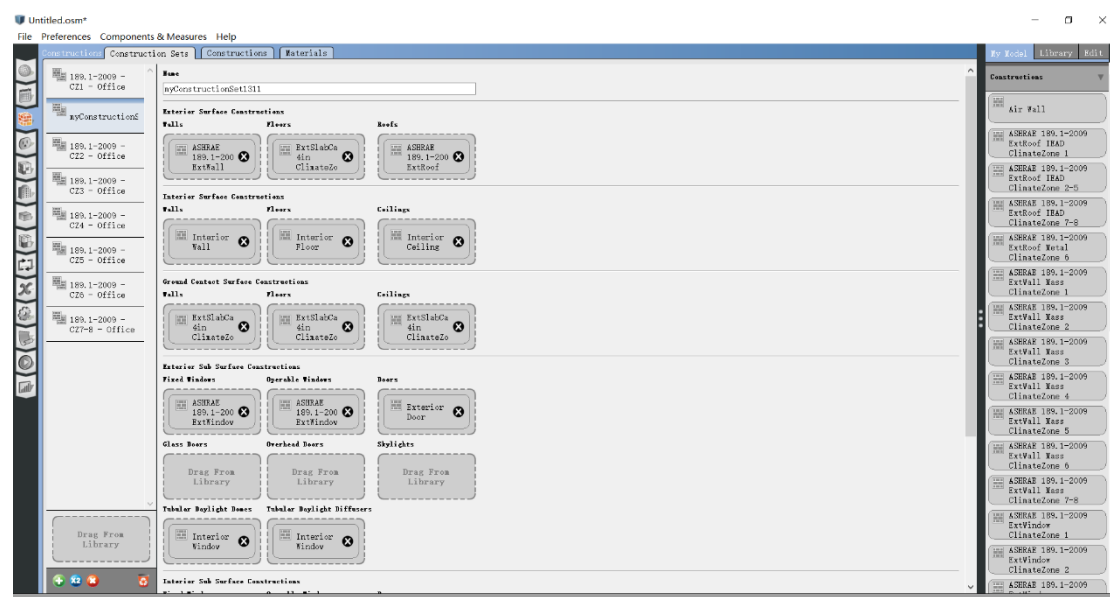 Untitled.osm*
File Preferences Components & Measures Help
Constructions Construction Sets Constructions Materials
My Model Library Edit
189.1-2009 -
CZ1 - Office
myConstructionS
189.1-2009 -
CZ2 - Office
189.1-2009 -
CZ3 - Office
189.1-2009 -
CZ4 - Office
189.1-2009 -
CZ5 - Office
189.1-2009 -
CZ6 - Office
189.1-2009 -
CZ7-8 - Office
Drag From
Library
x2
Name
myConstructionSet1311
Exterior Surface Constructions
Walls Floors Roofs
ASHRAE
189.1-200
ExtWall
ExtSlabCa
4in
ClimateZo
ASHRAE
189.1-200
ExtRoof
Interior Surface Constructions
Walls Floors Ceilings
Interior
Wall
Interior
Floor
Interior
Ceiling
Ground Contact Surface Constructions
Walls Floors Ceilings
ExtSlabCa
4in
ClimateZo
ExtSlabCa
4in
ClimateZo
ExtSlabCa
4in
ClimateZo
Exterior Sub Surface Constructions
Fixed Windows Operable Windows Doors
ASHRAE
189.1-200
ExtWindow
ASHRAE
189.1-200
ExtWindow
Exterior
Door
Glass Doors Overhead Doors Skylights
Drag From
Library
Drag From
Library
Drag From
Library
Tubular Daylight Domes Tubular Daylight Diffusers
Interior
Window
Interior
Window
Interior Sub Surface Constructions
Constructions
Air Wall
ASHRAE 189.1-2009
ExtRoof IEAD
ClimateZone 1
ASHRAE 189.1-2009
ExtRoof IEAD
ClimateZone 2-5
ASHRAE 189.1-2009
ExtRoof IEAD
ClimateZone 7-8
ASHRAE 189.1-2009
ExtRoof Metal
ClimateZone 6
ASHRAE 189.1-2009
ExtWall Mass
ClimateZone 1
ASHRAE 189.1-2009
ExtWall Mass
ClimateZone 2
ASHRAE 189.1-2009
ExtWall Mass
ClimateZone 3
ASHRAE 189.1-2009
ExtWall Mass
ClimateZone 4
ASHRAE 189.1-2009
ExtWall Mass
ClimateZone 5
ASHRAE 189.1-2009
ExtWall Mass
ClimateZone 6
ASHRAE 189.1-2009
ExtWall Mass
ClimateZone 7-8
ASHRAE 189.1-2009
ExtWindow
ClimateZone 1
ASHRAE 189.1-2009
ExtWindow
ClimateZone 2
ASHRAE 189.1-2009